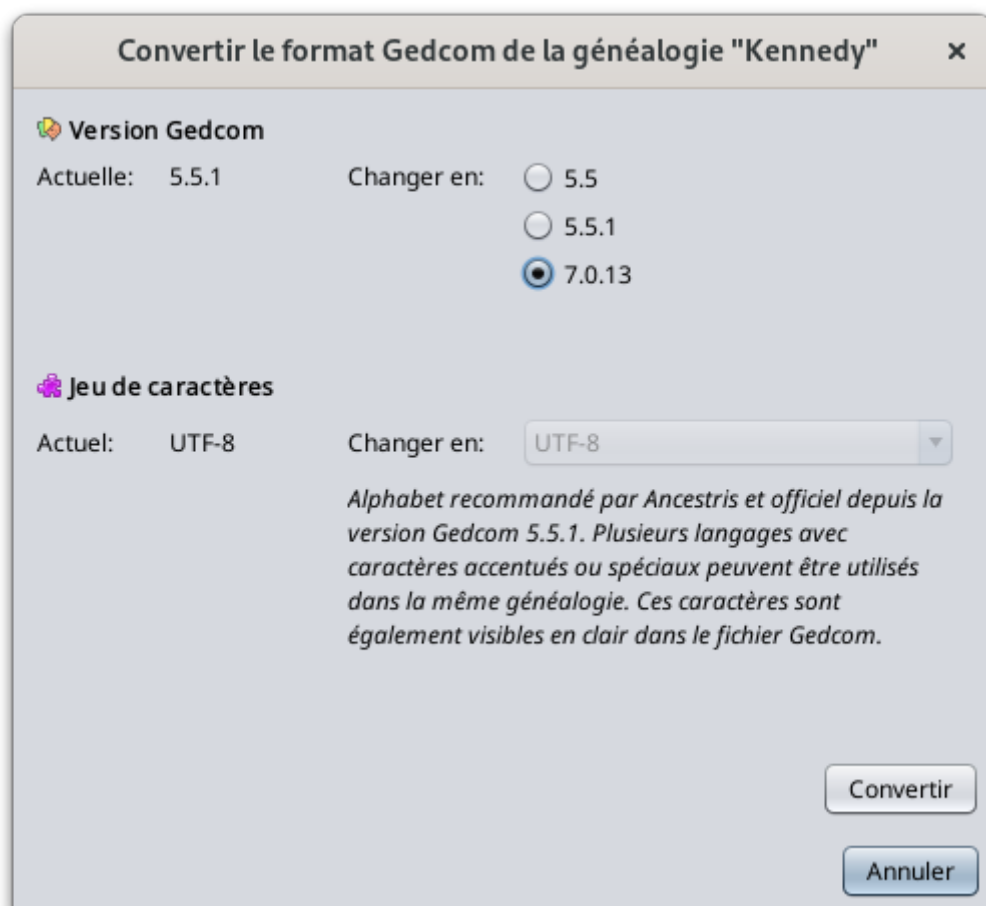 Convertir le format Gedcom de la généalogie "Kennedy"
Version Gedcom
Actuelle: 5.5.1 Changer en: 5.5
5.5.1
7.0.13
Jeu de caractères
Actuel: UTF-8 Changer en: UTF-8
Alphabet recommandé par Ancestris et officiel depuis la
version Gedcom 5.5.1. Plusieurs langages avec
caractères accentués ou spéciaux peuvent être utilisés
dans la même généalogie. Ces caractères sont
également visibles en clair dans le fichier Gedcom.
Convertir
Annuler